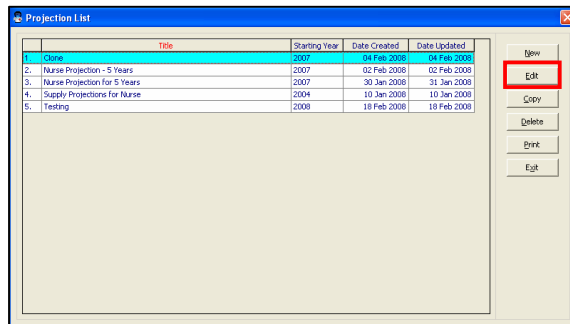 Projection List
Title Starting Year Date Created Date Updated
1. Clone 2007 04 Feb 2008 04 Feb 2008
2. Nurse Projection - 5 Years 2007 02 Feb 2008 02 Feb 2008
3. Nurse Projection for 5 Years 2007 30 Jan 2008 31 Jan 2008
4. Supply Projections for Nurse 2004 10 Jan 2008 10 Jan 2008
5. Testing 2008 18 Feb 2008 18 Feb 2008
New
Edit
Copy
Delete
Print
Exit